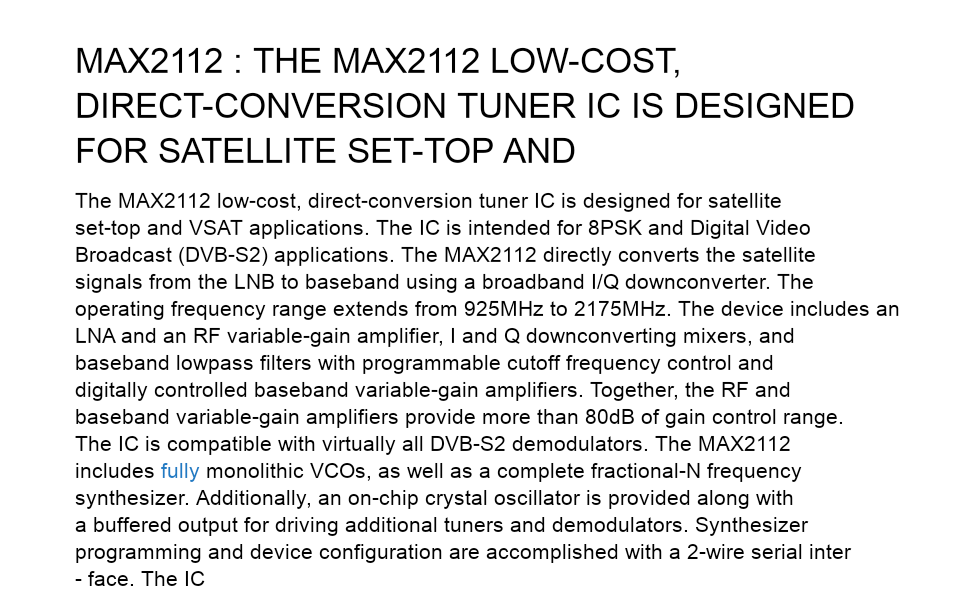 MAX2112 : THE MAX2112 LOW-COST,
DIRECT-CONVERSION TUNER IC IS DESIGNED
FOR SATELLITE SET-TOP AND
The MAX2112 low-cost, direct-conversion tuner IC is designed for satellite
set-top and VSAT applications. The IC is intended for 8PSK and Digital Video
Broadcast (DVB-S2) applications. The MAX2112 directly converts the satellite
signals from the LNB to baseband using a broadband I/Q downconverter. The
operating frequency range extends from 925MHz to 2175MHz. The device includes an
LNA and an RF variable-gain amplifier, I and Q downconverting mixers, and
baseband lowpass filters with programmable cutoff frequency control and
digitally controlled baseband variable-gain amplifiers. Together, the RF and
baseband variable-gain amplifiers provide more than 80dB of gain control range.
The IC is compatible with virtually all DVB-S2 demodulators. The MAX2112
includes fully monolithic VCOs, as well as a complete fractional-N frequency
synthesizer. Additionally, an on-chip crystal oscillator is provided along with
a buffered output for driving additional tuners and demodulators. Synthesizer
programming and device configuration are accomplished with a 2-wire serial inter
- face. The IC